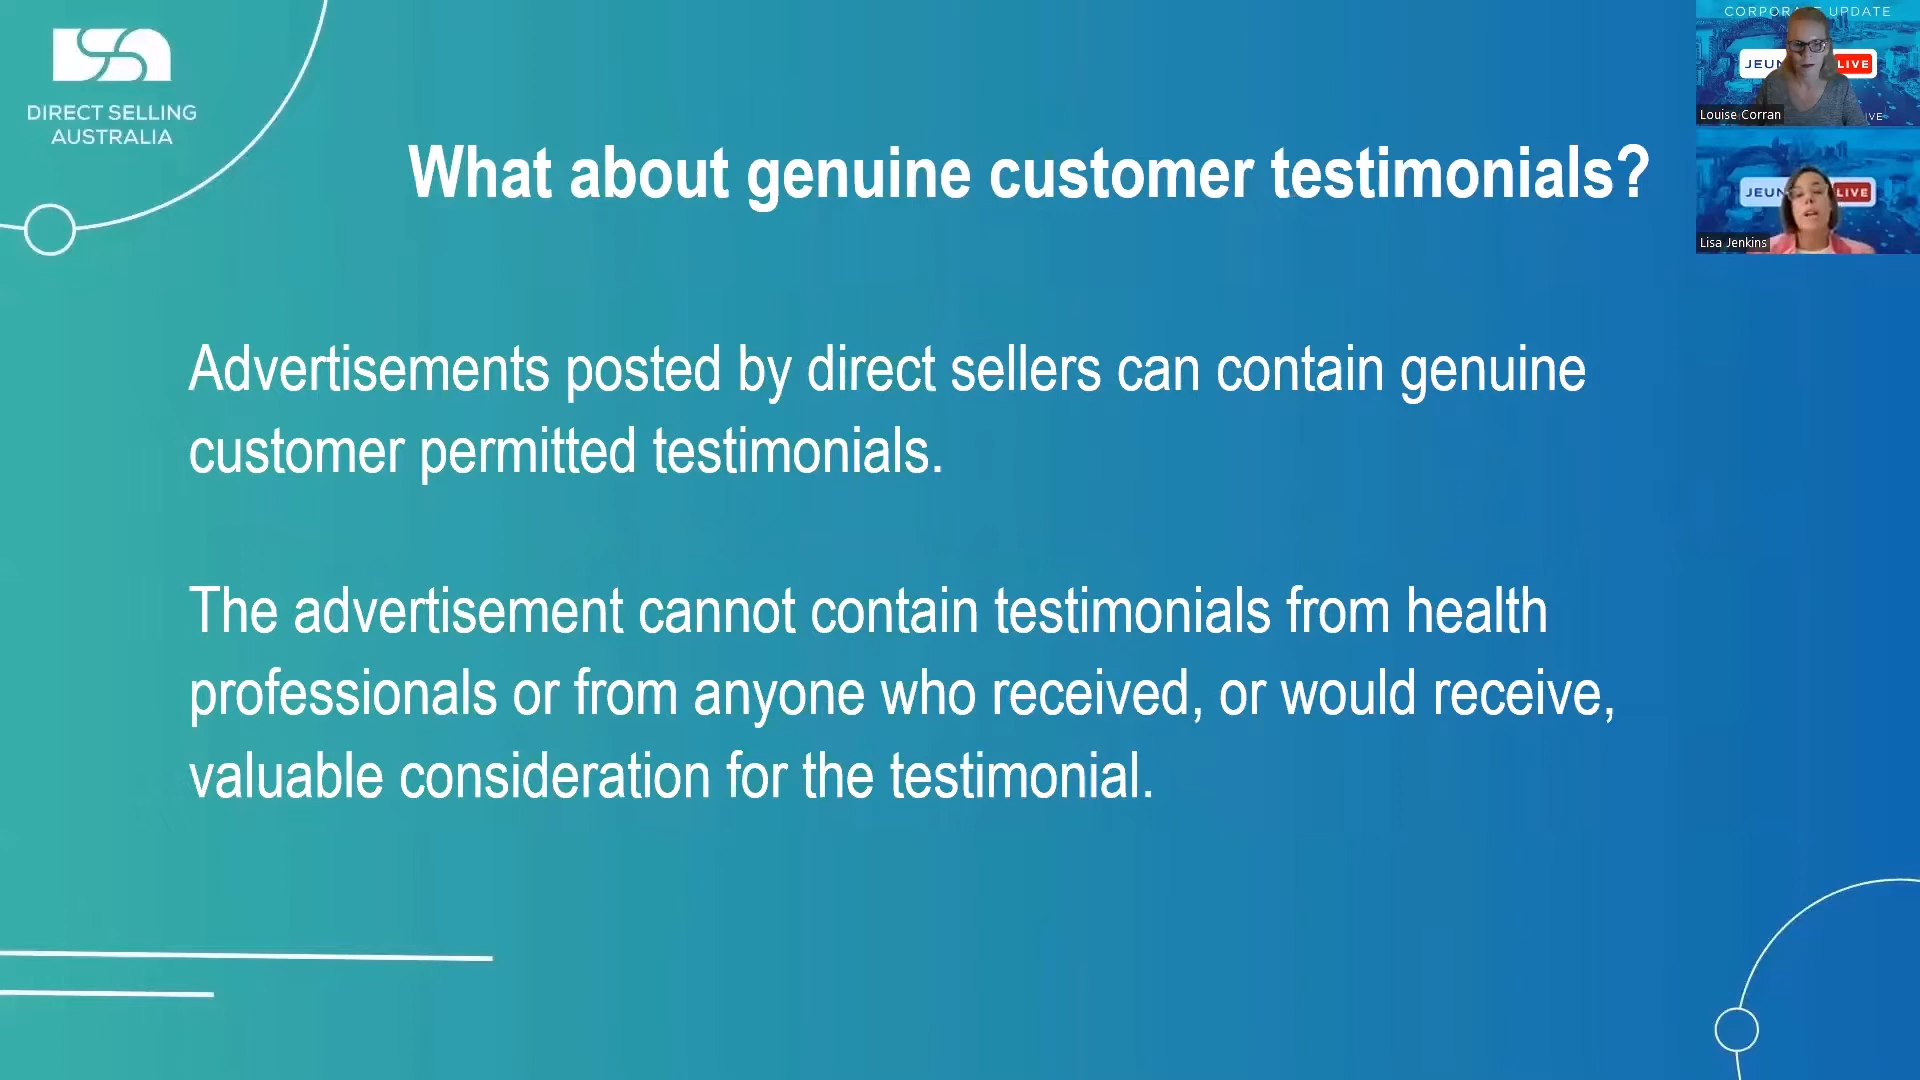 DIRECT SELLING
AUSTRALIA
What about genuine customer testimonials?
Advertisements posted by direct sellers can contain genuine
customer permitted testimonials.
The advertisement cannot contain testimonials from health
professionals or from anyone who received, or would receive,
valuable consideration for the testimonial.
UPDATE
LIVE
Louise Corran
LIVE
Lisa Jenkins